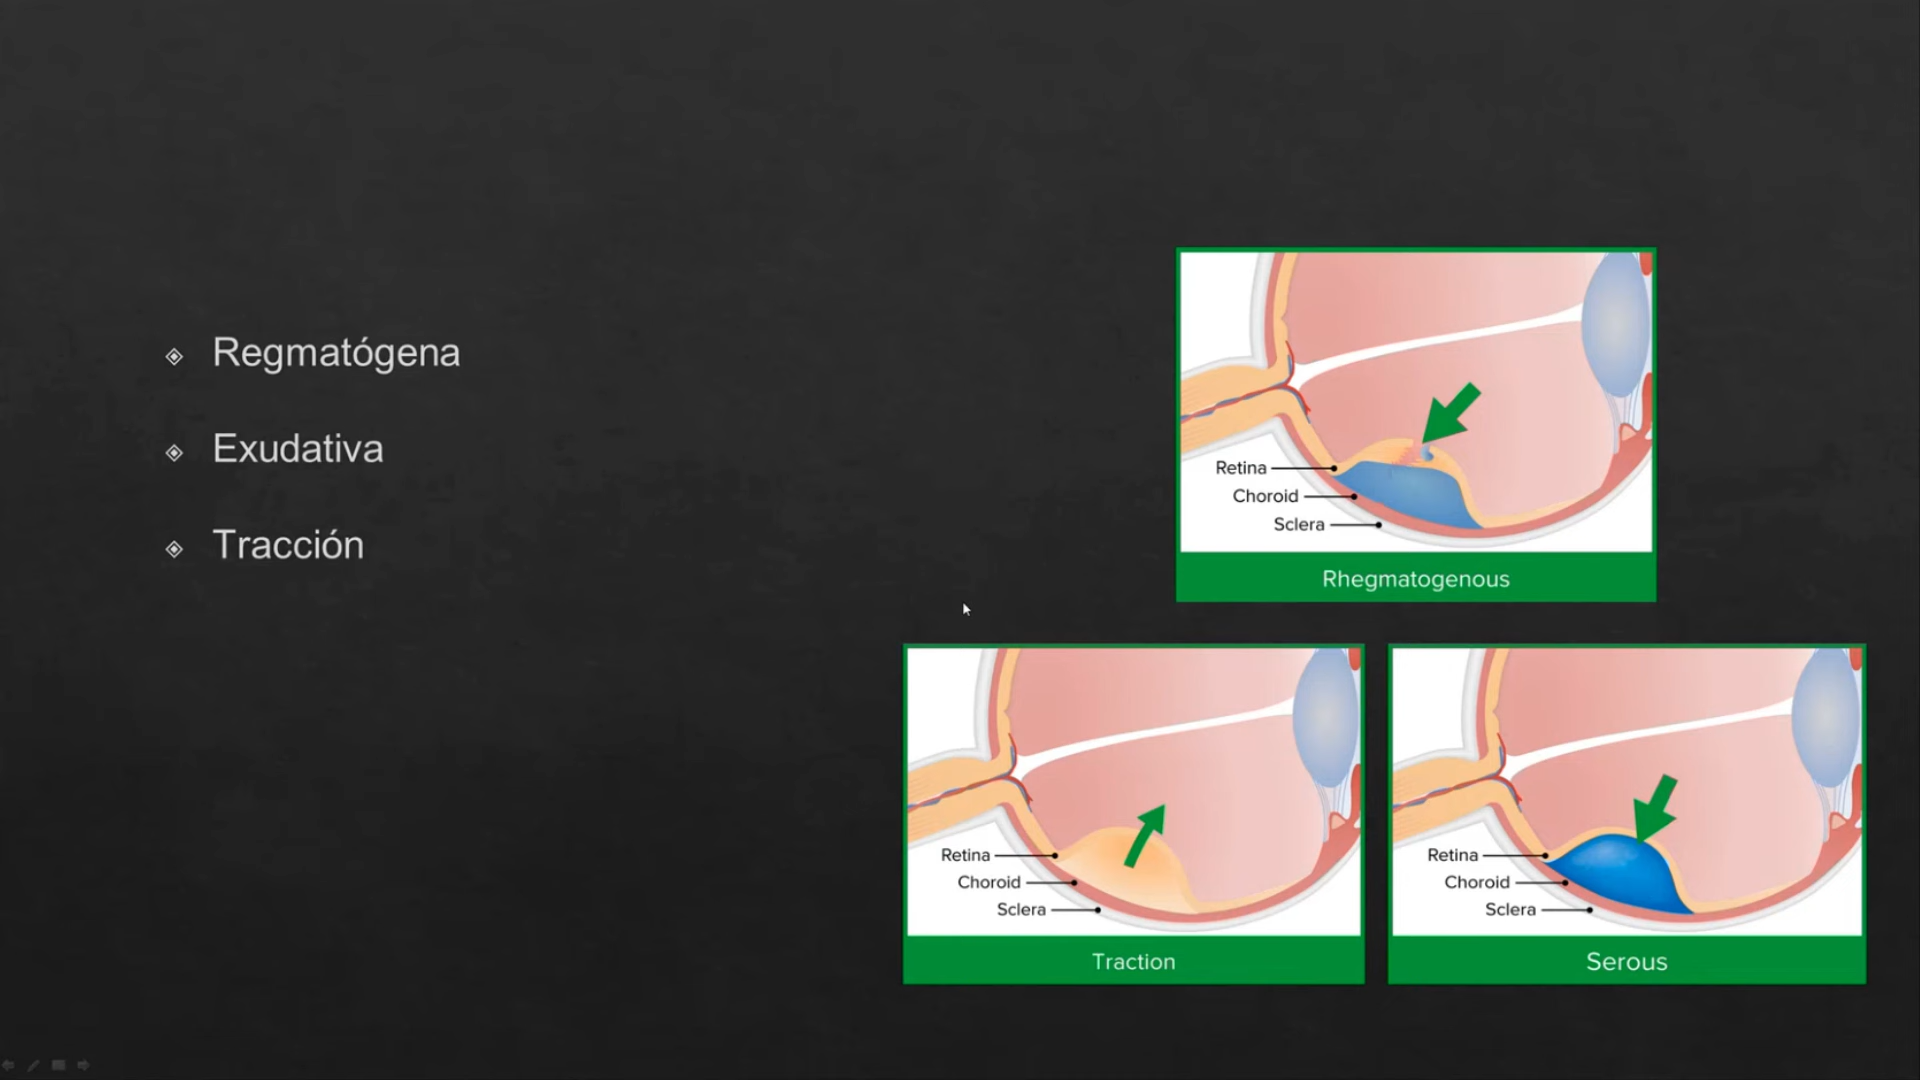 Regmatógena
Exudativa
Tracción
Retina
Choroid
Sclera
Rhegmatogenous
Retina
Choroid
Sclera
Traction
Retina
Choroid
Sclera
Serous